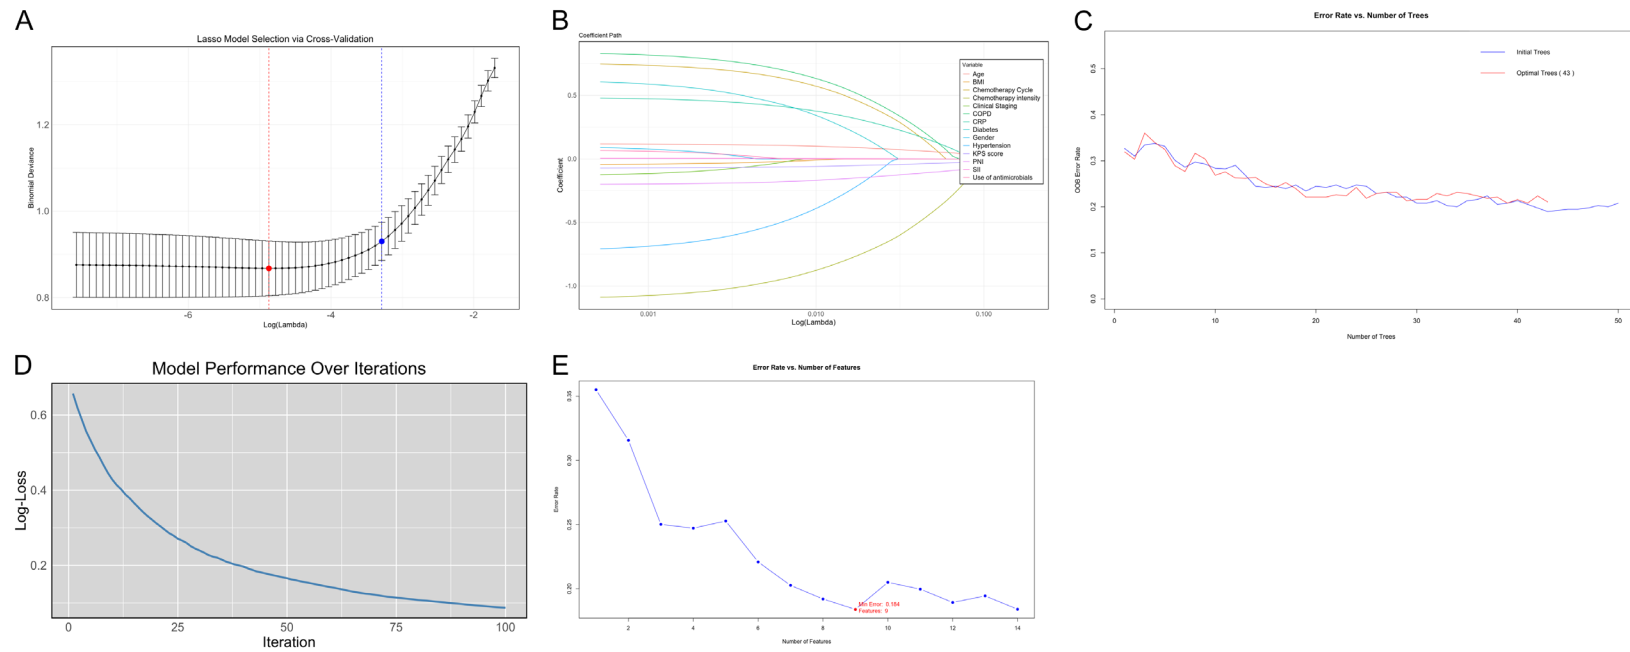 A
Lasso Model Selection via Cross-Validation
Binomial Deviance
1.2
1.0
0.8
-6
-4
-2
Log(Lambda)
B
Coefficient Path
Coefficient
0.5
0.0
-0.5
-1.0
0.001
0.010
0.100
Log(Lambda)
Variable
Age
BMI
Chemotherapy Cycle
Chemotherapy intensity
Clinical Staging
COPD
CRP
Diabetes
Gender
Hypertension
KPS score
PNI
SII
Use of antimicrobials
C
Error Rate vs. Number of Trees
Initial Trees
Optimal Trees ( 43 )
OOB Error Rate
0.5
0.4
0.3
0.2
0.1
0.0
0
10
20
30
40
50
Number of Trees
D
Model Performance Over Iterations
Log-Loss
0.6
0.4
0.2
0
25
50
75
100
Iteration
E
Error Rate vs. Number of Features
Error Rate
0.35
0.30
0.25
0.20
Min Error: 0.184
Features: 9
2
4
6
8
10
12
14
Number of Features